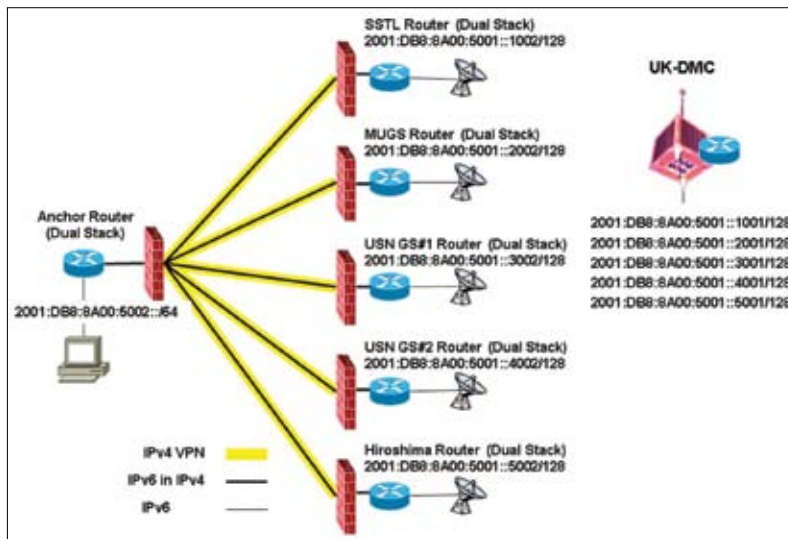 SSTL Router (Dual Stack)
2001:DB8:8A00:5001::1002/128
UK-DMC
MUGS Router (Dual Stack)
2001:DB8:8A00:5001::2002/128
Anchor Router
(Dual Stack)
2001:DB8:8A00:5002::/64
USN GS#1 Router (Dual Stack)
2001:DB8:8A00:5001::3002/128
2001:DB8:8A00:5001::1001/128
2001:DB8:8A00:5001::2001/128
2001:DB8:8A00:5001::3001/128
2001:DB8:8A00:5001::4001/128
2001:DB8:8A00:5001::5001/128
USN GS#2 Router (Dual Stack)
2001:DB8:8A00:5001::4002/128
Hiroshima Router (Dual Stack)
2001:DB8:8A00:5001::5002/128
IPv4 VPN
IPv6 in IPv4
IPv6